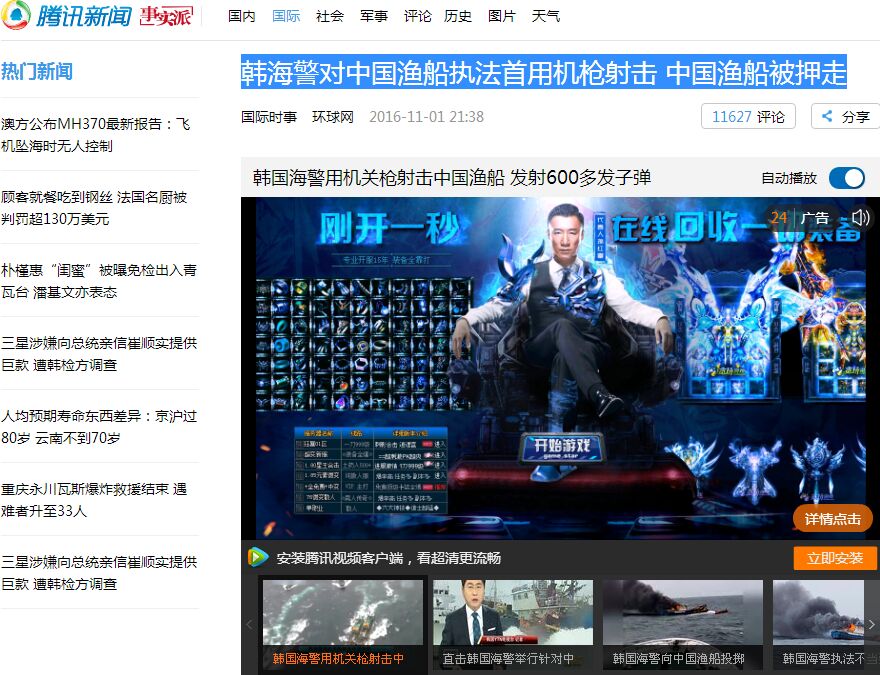 腾讯新闻 事实派
国内 国际 社会 军事 评论 历史 图片 天气
热门新闻
澳方公布MH370最新报告：飞
机坠海时无人控制
顾客就餐吃到钢丝 法国名厨被
判罚超130万美元
朴槿惠“闺蜜”被曝免检出入青
瓦台 潘基文亦表态
三星涉嫌向总统亲信崔顺实提供
巨款 遭韩检方调查
人均预期寿命东西差异：京沪过
80岁 云南不到70岁
重庆永川瓦斯爆炸救援结束 遇
难者升至33人
三星涉嫌向总统亲信崔顺实提供
巨款 遭韩检方调查
韩海警对中国渔船执法首用机枪射击 中国渔船被押走
国际时事 环球网 2016-11-01 21:38
11627 评论 分享
韩国海警用机关枪射击中国渔船 发射600多发子弹
自动播放
24 广告
刚开一秒
在线回收一
装备
专业开服15年 装备全靠打
开始游戏
详情点击
安装腾讯视频客户端，看超清更流畅
立即安装
韩国海警用机关枪射击中
直击韩国海警举行针对中
韩国海警向中国渔船投掷
韩国海警执法不当